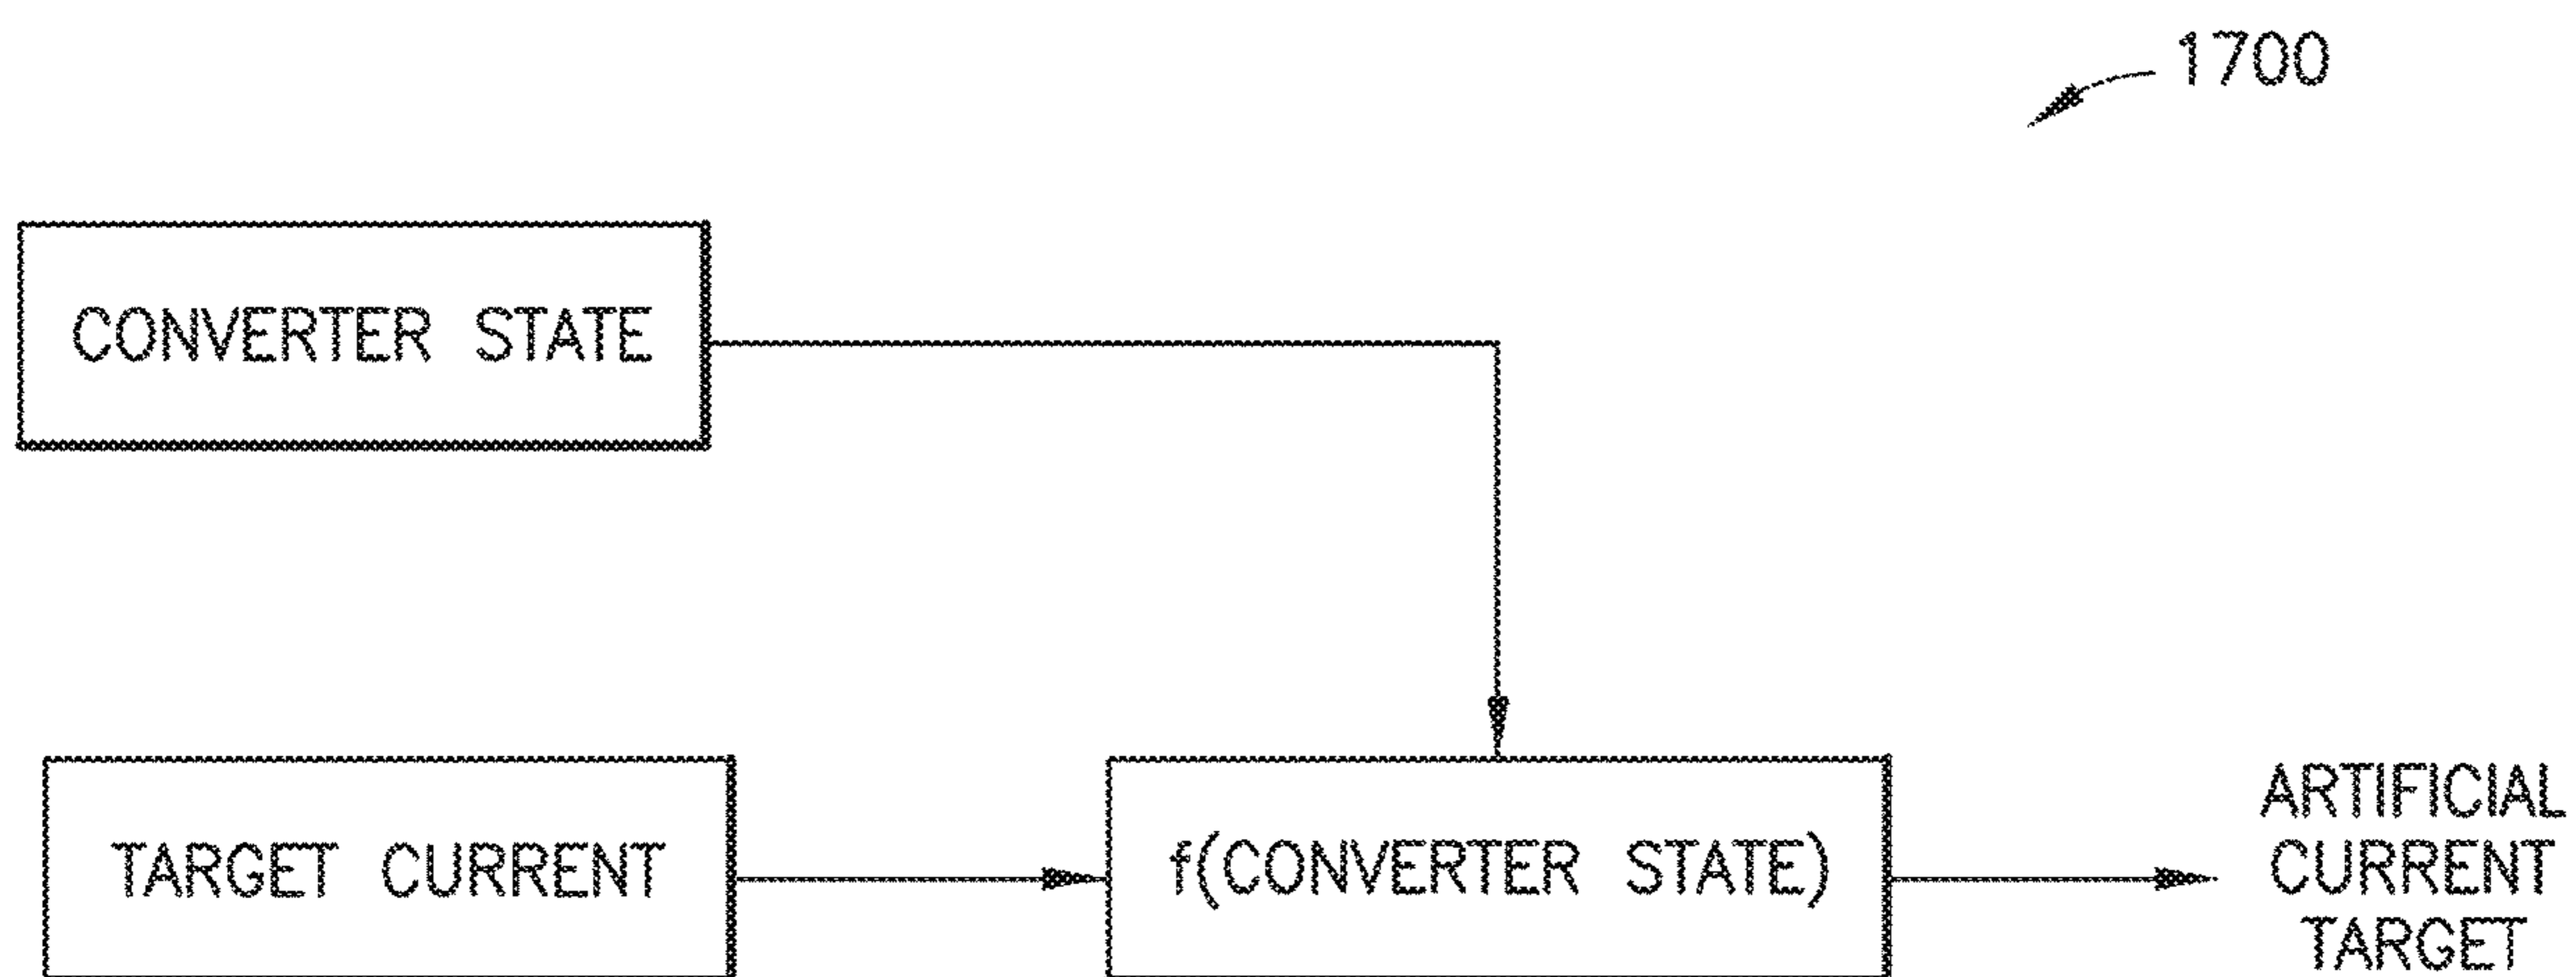 1700
CONVERTER STATE
TARGET CURRENT
f(CONVERTER STATE)
ARTIFICIAL
CURRENT
TARGET